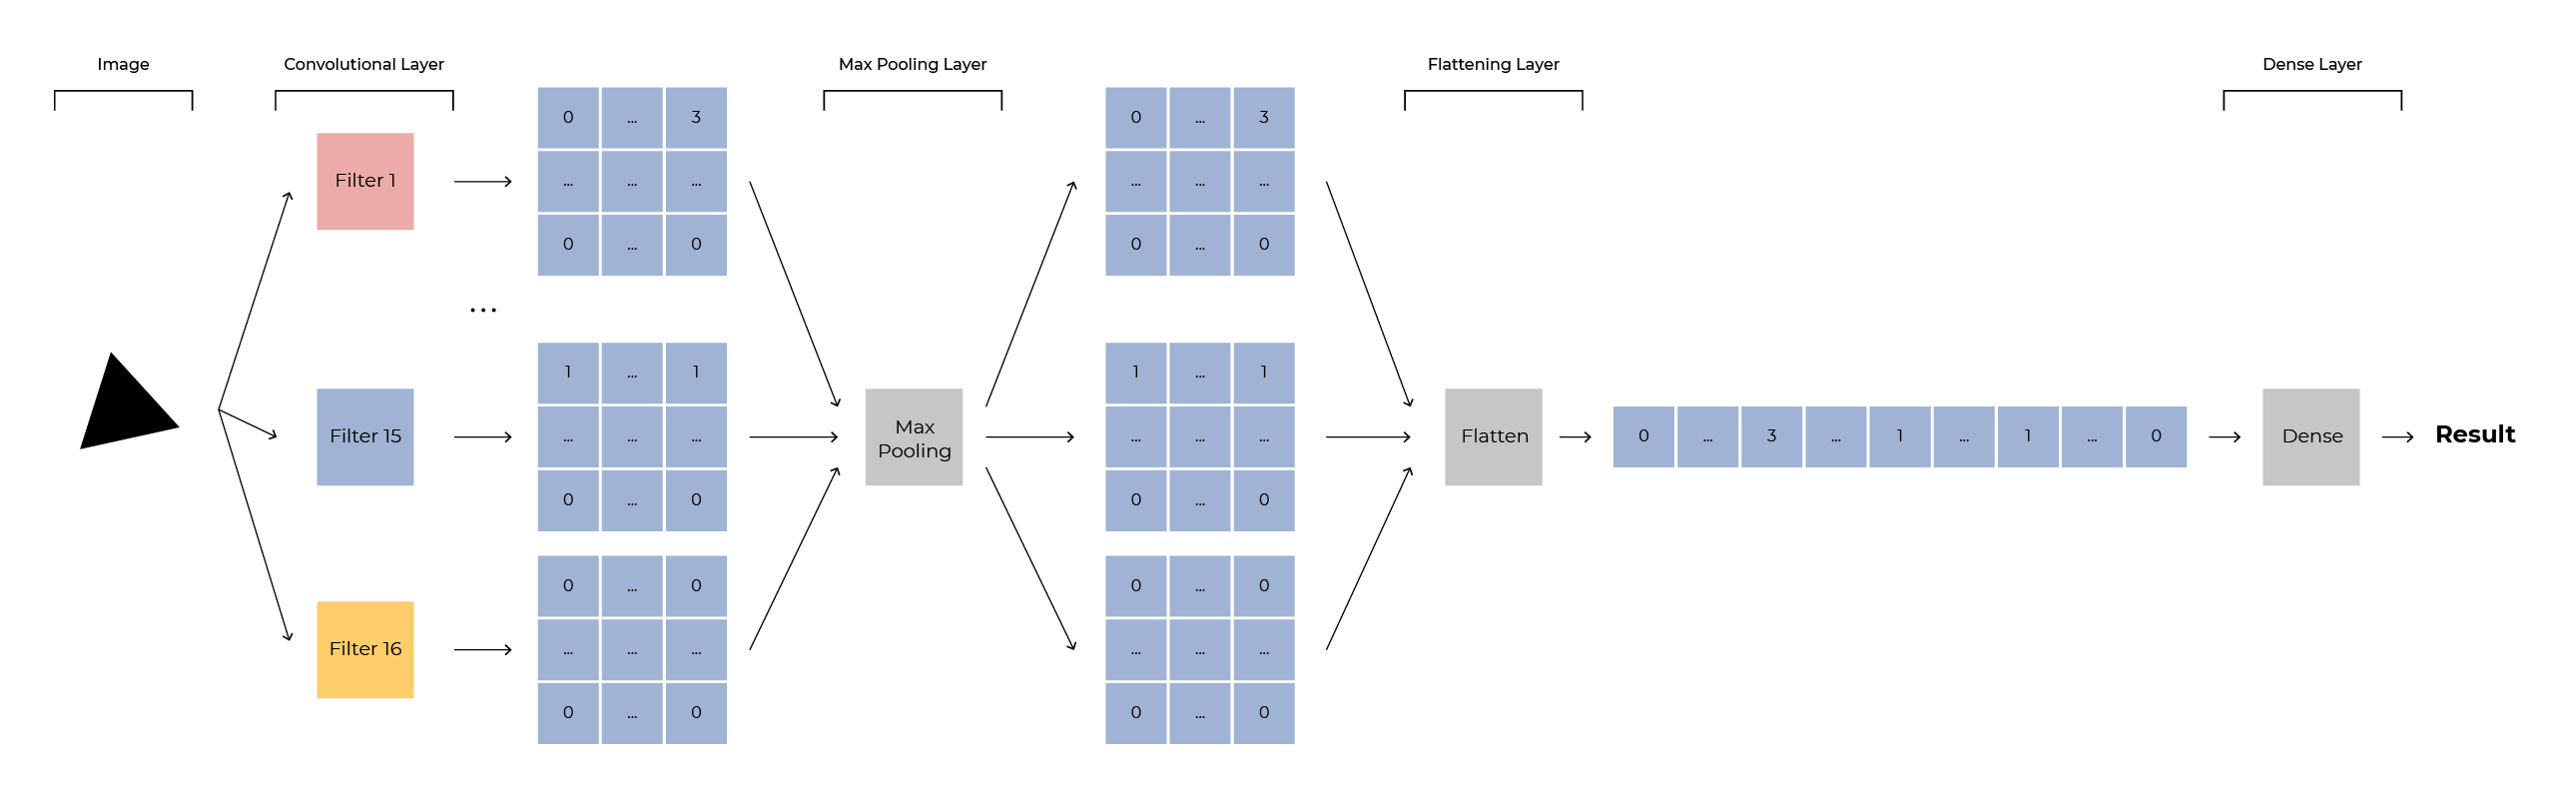 Image
Convolutional Layer
Max Pooling Layer
Flattening Layer
Dense Layer
Filter 1
0 ... 3
... ... ...
0 ... 0
...
Filter 15
1 ... 1
... ... ...
0 ... 0
Filter 16
0 ... 0
... ... ...
0 ... 0
Max
Pooling
0 ... 3
... ... ...
0 ... 0
1 ... 1
... ... ...
0 ... 0
0 ... 0
... ... ...
0 ... 0
Flatten
0 ... 3 ... 1 ... 1 ... 0
Dense
Result